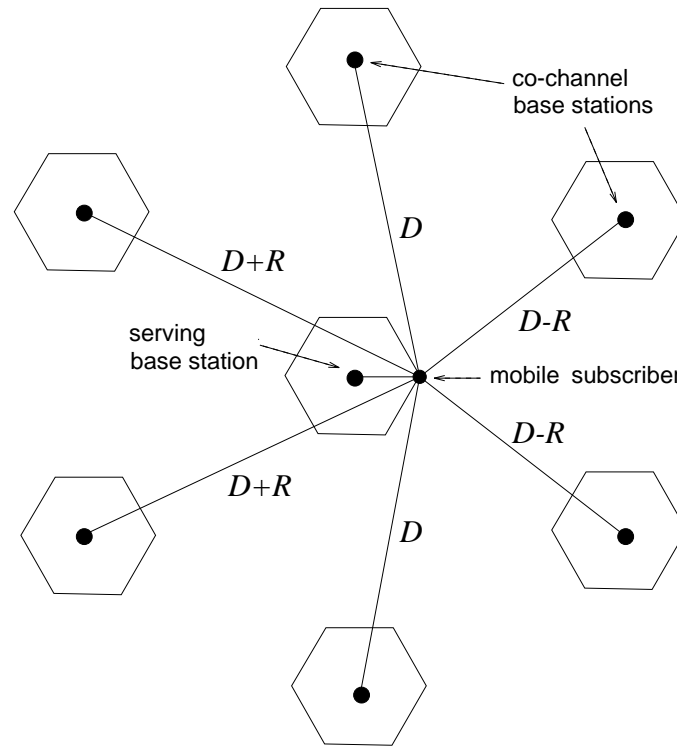 co-channel
base stations
D
D+R
D-R
serving
base station
mobile subscriber
D-R
D+R
D